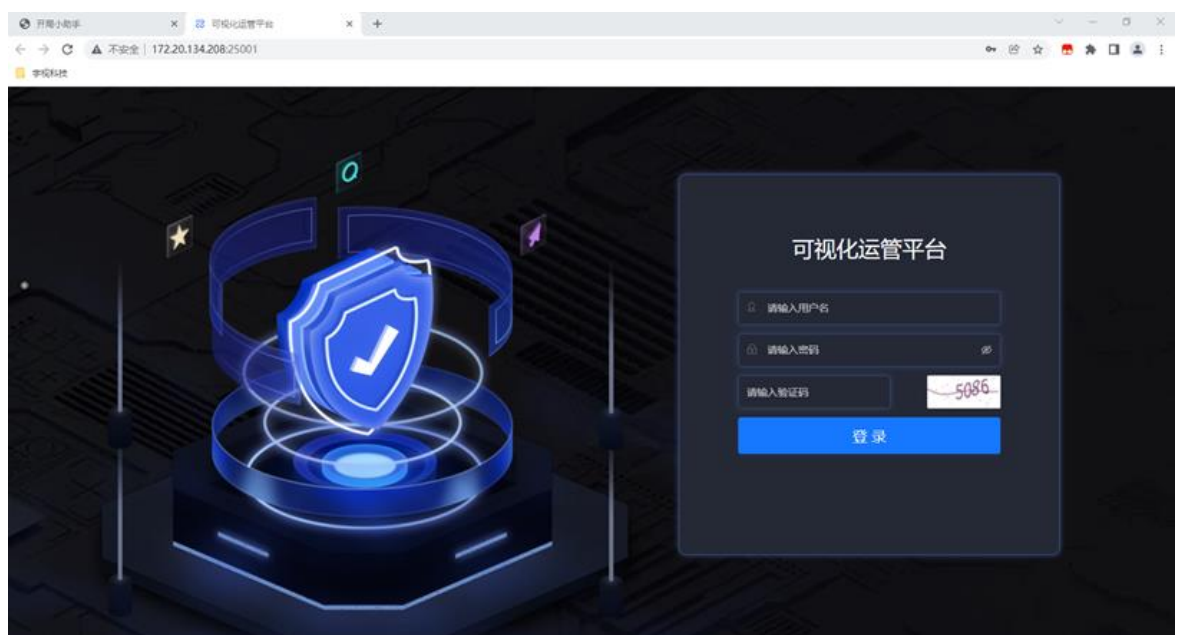 开局小助手
可视化运营平台
不安全
172.20.134.208:25001
宇视科技
可视化运管平台
请输入用户名
请输入密码
请输入验证码
5086
登录